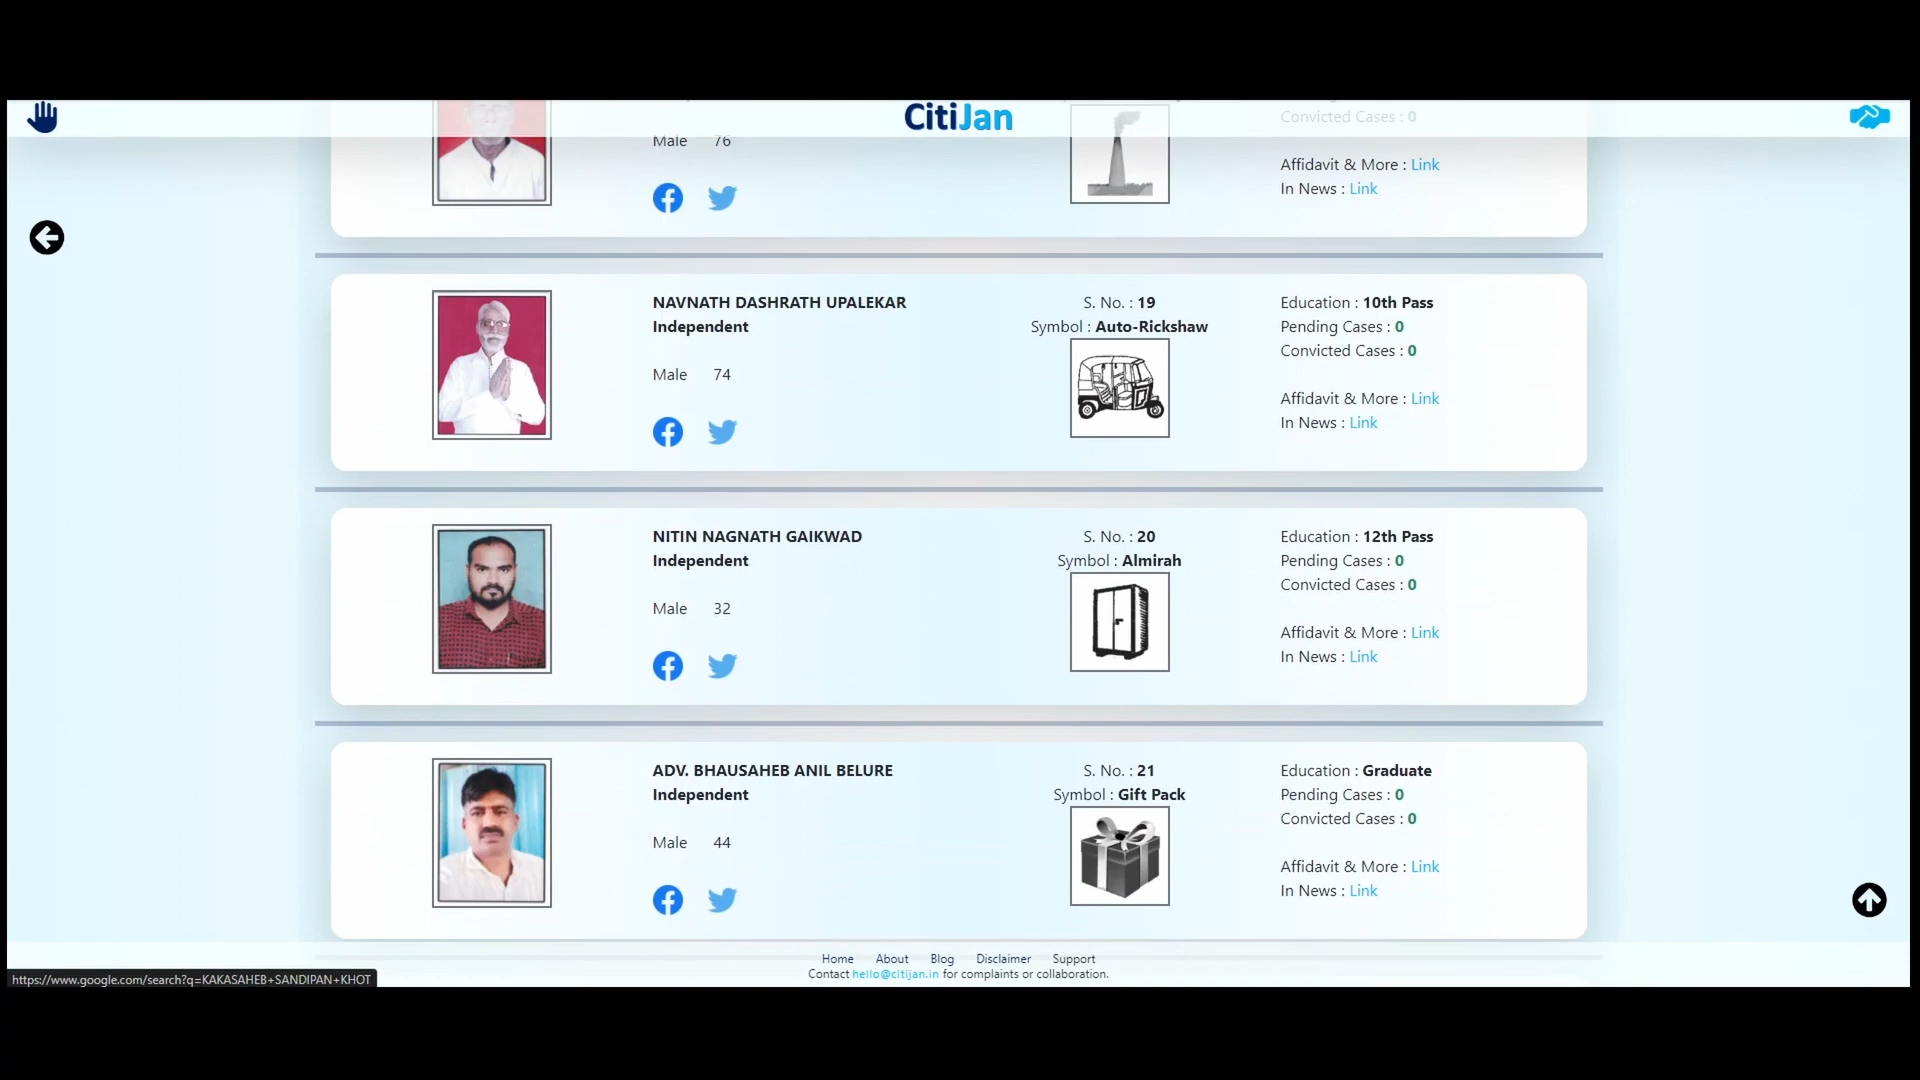 CitiJan
Convicted Cases : 0
Male 76
Affidavit & More : Link
In News : Link
NAVNATH DASHRATH UPALEKAR
Independent
Male 74
S. No. : 19
Symbol : Auto-Rickshaw
Education : 10th Pass
Pending Cases : 0
Convicted Cases : 0
Affidavit & More : Link
In News : Link
NITIN NAGNATH GAIKWAD
Independent
Male 32
S. No. : 20
Symbol : Almirah
Education : 12th Pass
Pending Cases : 0
Convicted Cases : 0
Affidavit & More : Link
In News : Link
ADV. BHAUSAHEB ANIL BELURE
Independent
Male 44
S. No. : 21
Symbol : Gift Pack
Education : Graduate
Pending Cases : 0
Convicted Cases : 0
Affidavit & More : Link
In News : Link
Home About Blog Disclaimer Support
Contact hello@citijan.in for complaints or collaboration.
https://www.google.com/search?q=KAKASAHEB+SANDIPAN+KHOT